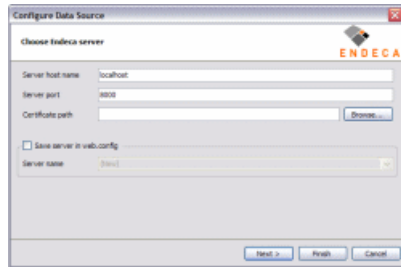 Configure Data Source
Choose Endeca server
ENDECA
Server host name localhost
Server port 8000
Certificate path Browse...
Save server in web.config
Server name (New)
Next > Finish Cancel